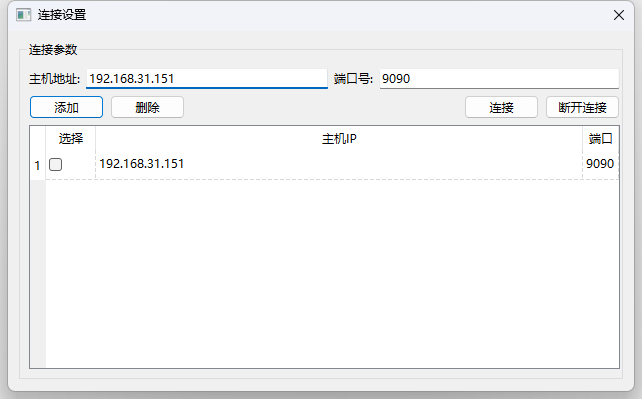 连接设置
连接参数
主机地址: 192.168.31.151 端口号: 9090
添加 删除 连接 断开连接
选择 主机IP 端口
1 192.168.31.151 9090